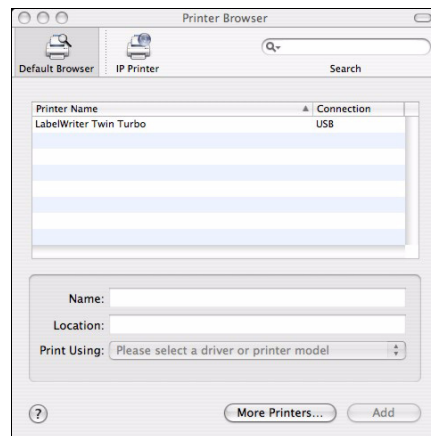 Printer Browser
Default Browser IP Printer Search
Printer Name Connection
LabelWriter Twin Turbo USB
Name:
Location:
Print Using: Please select a driver or printer model
? More Printers... Add